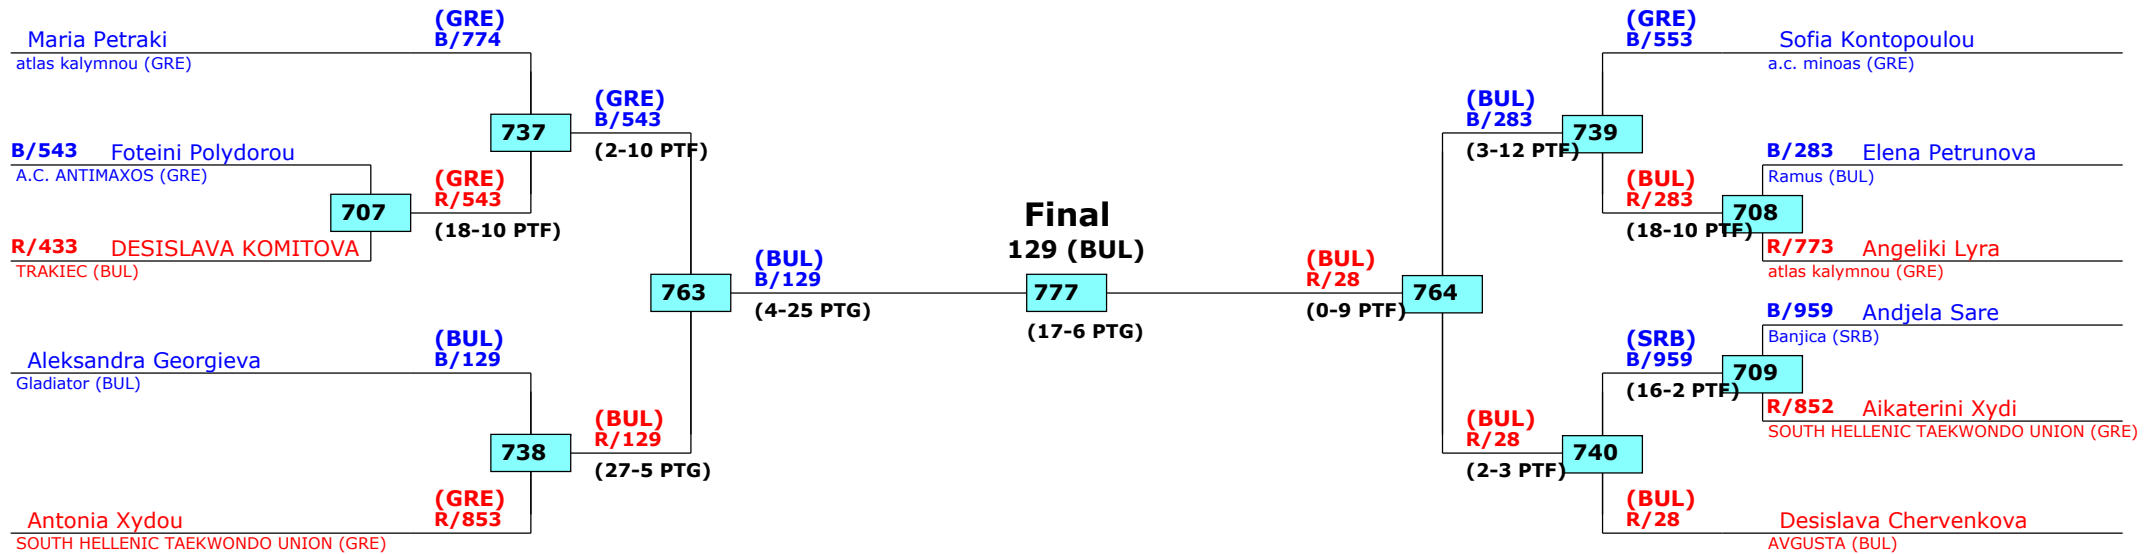 (GRE)
B/774
Maria Petraki
atlas kalymnou (GRE)
737
(GRE)
B/543
(2-10 PTF)
B/543 Foteini Polydorou
A.C. ANTIMAXOS (GRE)
707
(GRE)
R/543
(18-10 PTF)
R/433 DESISLAVA KOMITOVA
TRAKIEC (BUL)
763
(BUL)
B/129
(4-25 PTG)
(BUL)
B/129
Aleksandra Georgieva
Gladiator (BUL)
738
(BUL)
R/129
(27-5 PTG)
(GRE)
R/853
Antonia Xydou
SOUTH HELLENIC TAEKWONDO UNION (GRE)
Final
129 (BUL)
777
(17-6 PTG)
(BUL)
R/28
(0-9 PTF)
764
(GRE)
B/553
Sofia Kontopoulou
a.c. minoas (GRE)
(BUL)
B/283
(3-12 PTF)
739
B/283 Elena Petrunova
Ramus (BUL)
(BUL)
R/283
(18-10 PTF)
708
R/773 Angeliki Lyra
atlas kalymnou (GRE)
B/959 Andjela Sare
Banjica (SRB)
(SRB)
B/959
(16-2 PTF)
709
R/852 Aikaterini Xydi
SOUTH HELLENIC TAEKWONDO UNION (GRE)
(BUL)
R/28
(2-3 PTF)
740
(BUL)
R/28
Desislava Chervenkova
AVGUSTA (BUL)